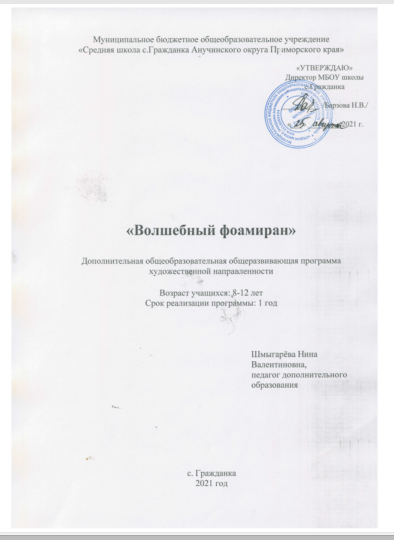 Муниципальное бюджетное общеобразовательное учреждение
«Средняя школа с.Гражданка Анучинского округа Приморского края»
«УТВЕРЖДАЮ»
Директор МБОУ школы
с.Гражданка
/Барзова Н.В./
« 25 » августа 2021 г.
«Волшебный фоамиран»
Дополнительная общеобразовательная общеразвивающая программа
художественной направленности
Возраст учащихся: 8-12 лет
Срок реализации программы: 1 год
Шмыгарёва Нина
Валентиновна,
педагог дополнительного
образования
с. Гражданка
2021 год